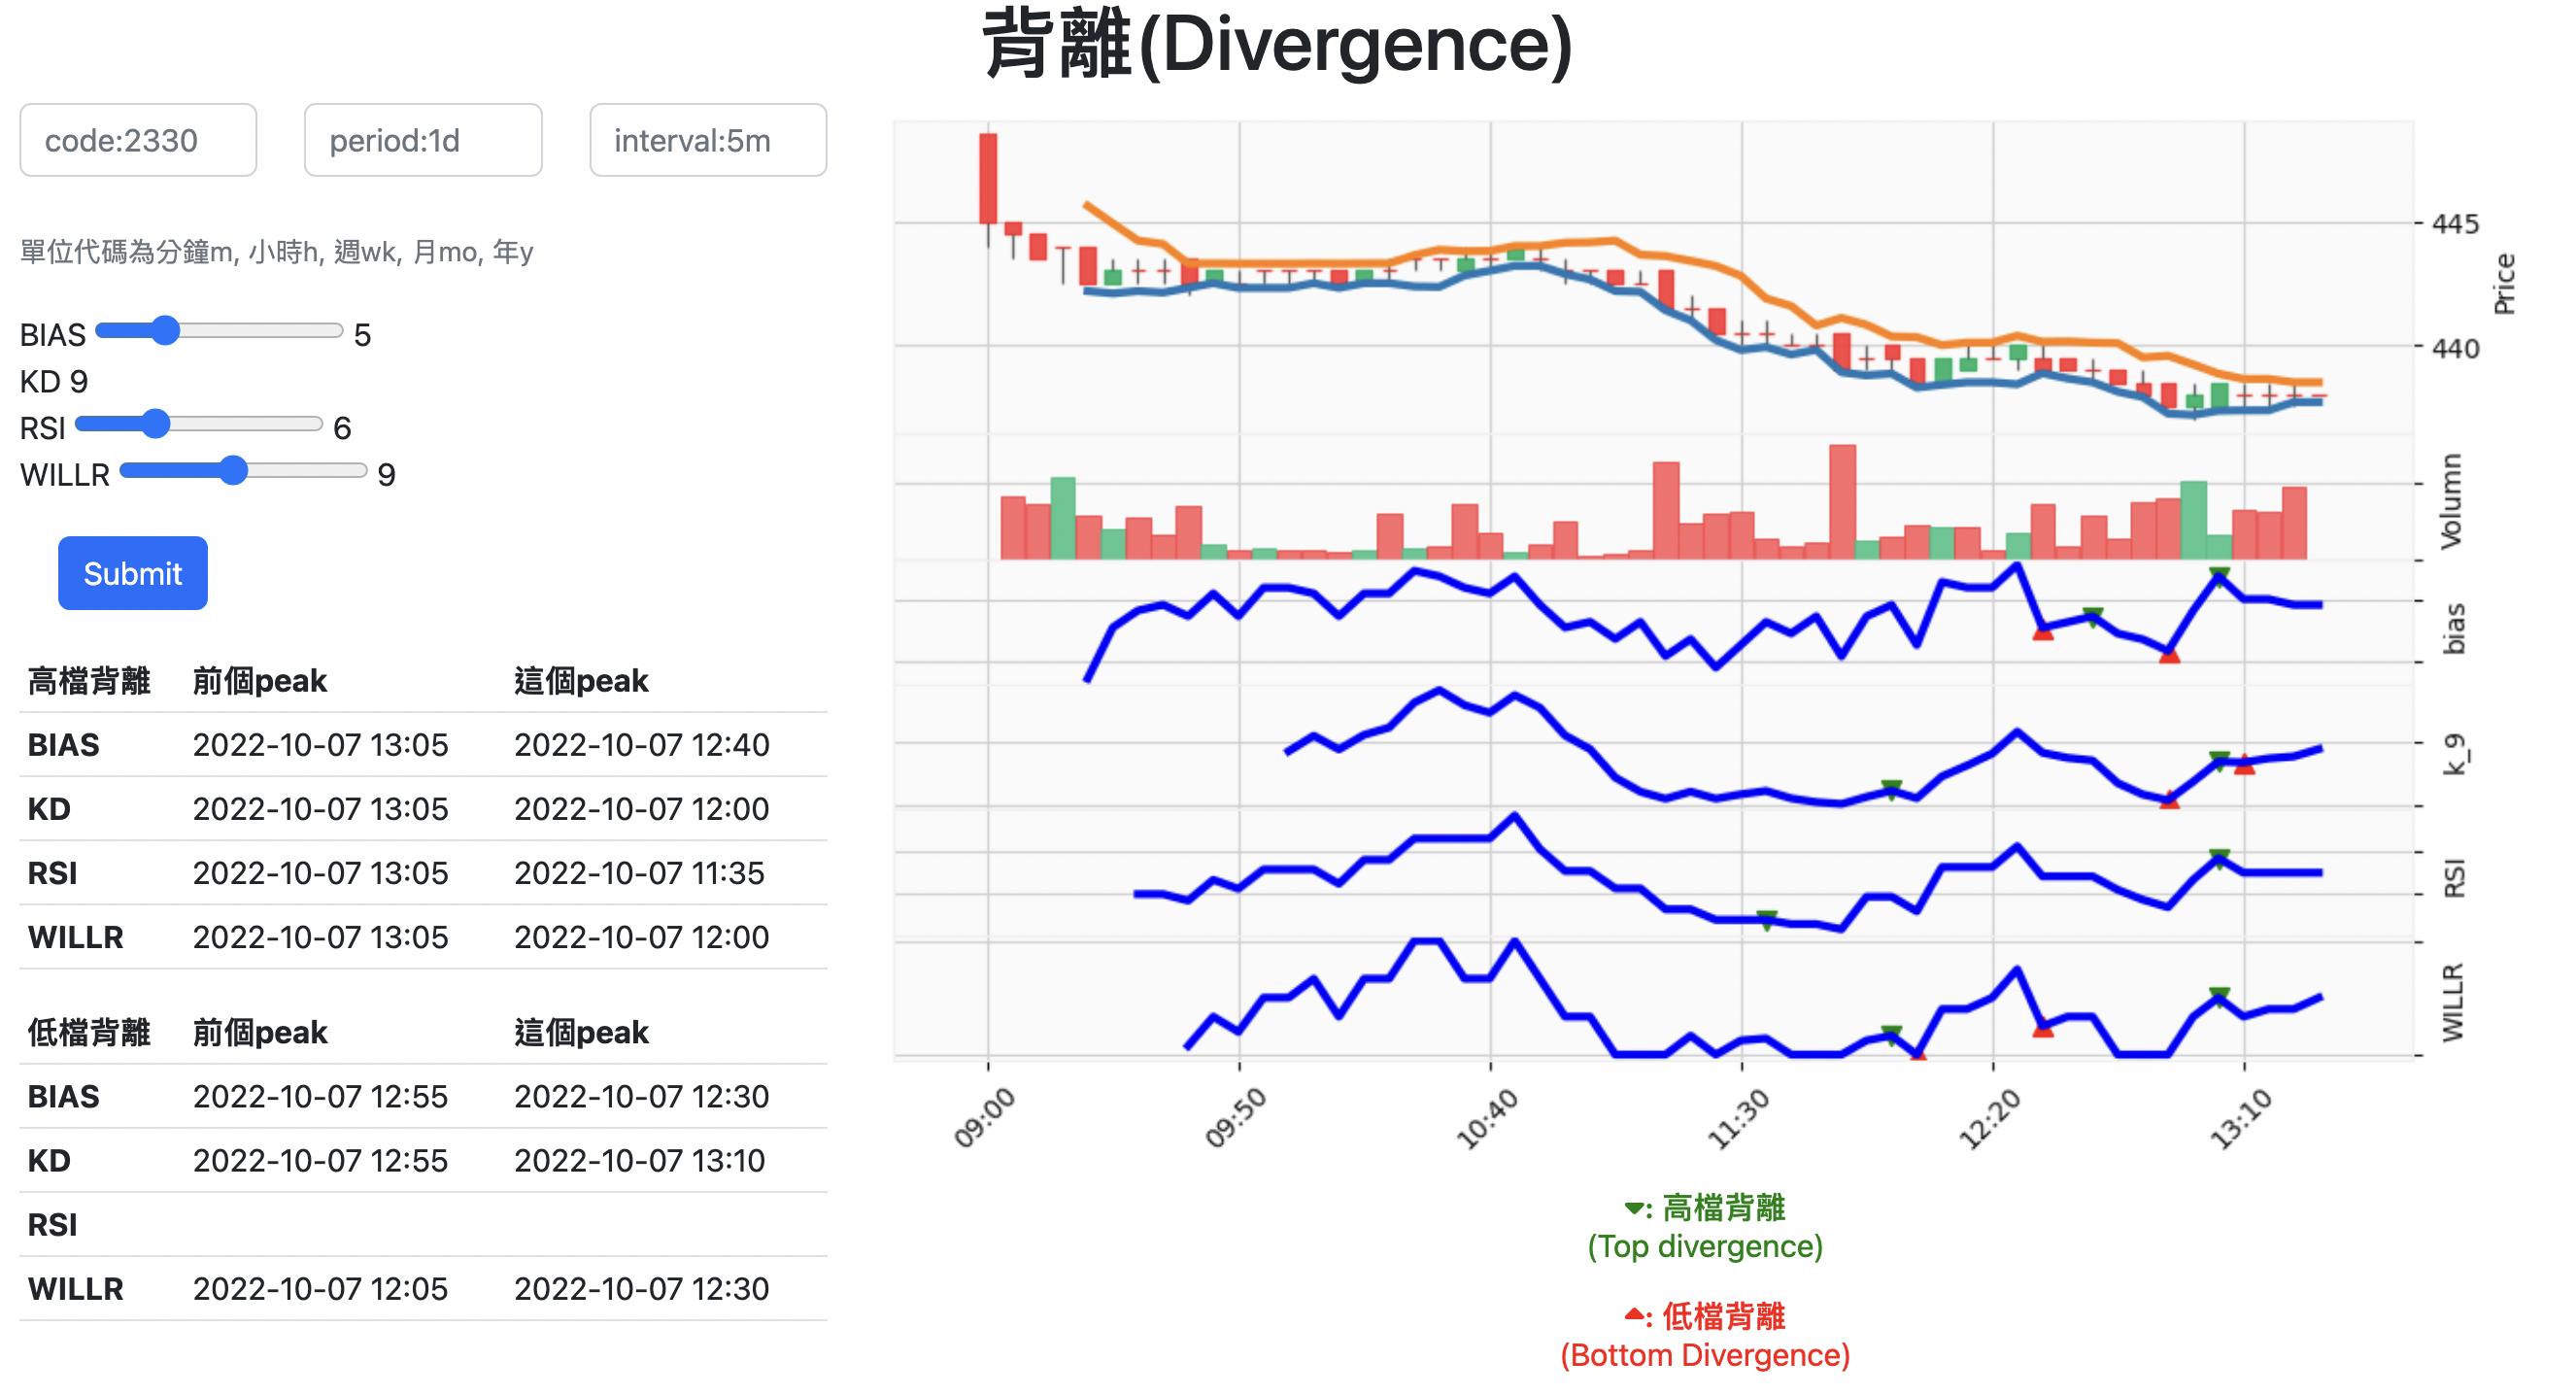 背離(Divergence)
code:2330 period:1d interval:5m
單位代碼為分鐘m, 小時h, 週wk, 月mo, 年y
BIAS 5
KD 9
RSI 6
WILLR 9
Submit
高檔背離 前個peak 這個peak
BIAS 2022-10-07 13:05 2022-10-07 12:40
KD 2022-10-07 13:05 2022-10-07 12:00
RSI 2022-10-07 13:05 2022-10-07 11:35
WILLR 2022-10-07 13:05 2022-10-07 12:00
低檔背離 前個peak 這個peak
BIAS 2022-10-07 12:55 2022-10-07 12:30
KD 2022-10-07 12:55 2022-10-07 13:10
RSI
WILLR 2022-10-07 12:05 2022-10-07 12:30
445
440
Price
Volumn
bias
k_9
RSI
WILLR
09:00 09:50 10:40 11:30 12:20 13:10
: 高檔背離
(Top divergence)
: 低檔背離
(Bottom Divergence)